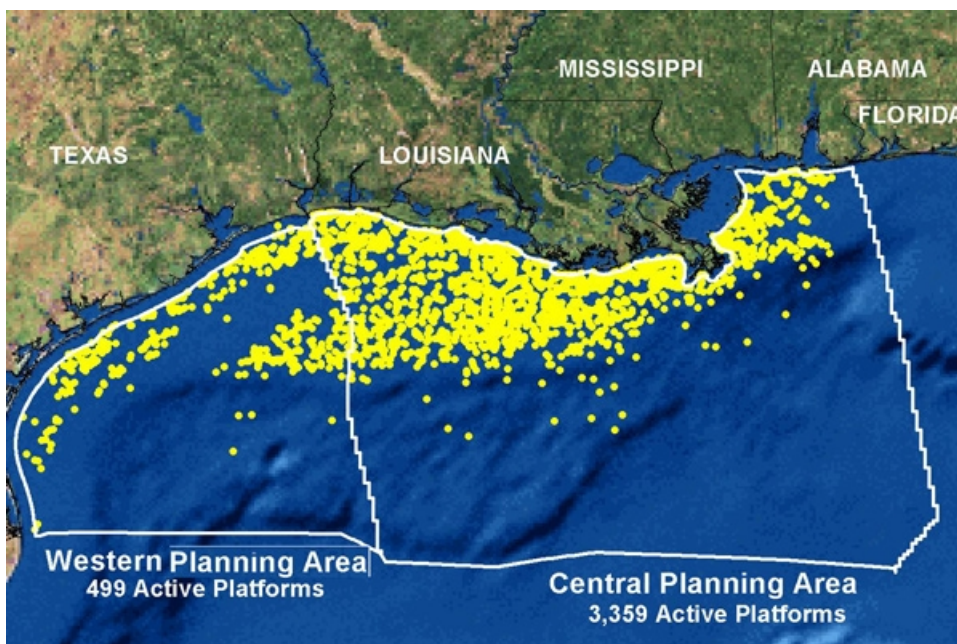 MISSISSIPPI
ALABAMA
FLORIDA
TEXAS
LOUISIANA
Western Planning Area
499 Active Platforms
Central Planning Area
3,359 Active Platforms